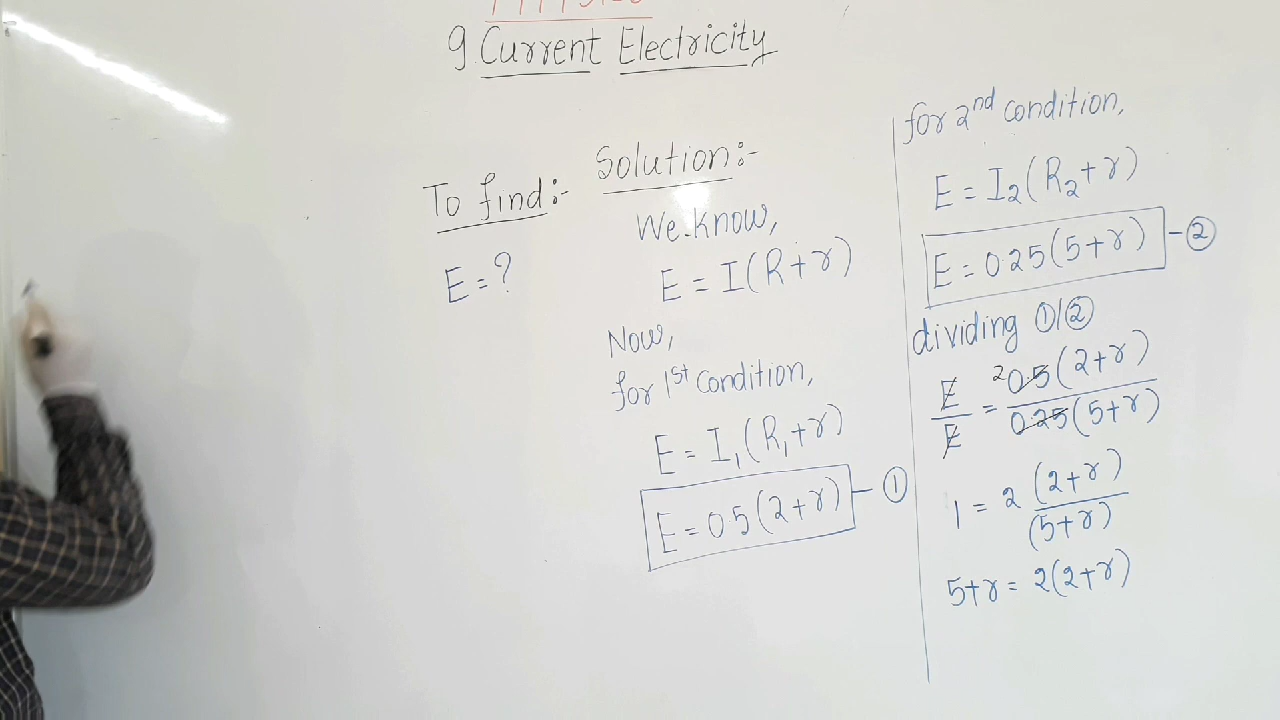 9. Current Electricity
To find:-
E = ?
Solution:-
We know,
E = I(R+r)
Now,
for 1st condition,
E = I₁(R₁+r)
E = 0.5(2+r) - ①
for 2nd condition,
E = I₂(R₂+r)
E = 0.25(5+r) - ②
dividing ①/②
E/E = ²0.5(2+r)/0.25(5+r)
1 = 2 (2+r)/(5+r)
5+r = 2(2+r)